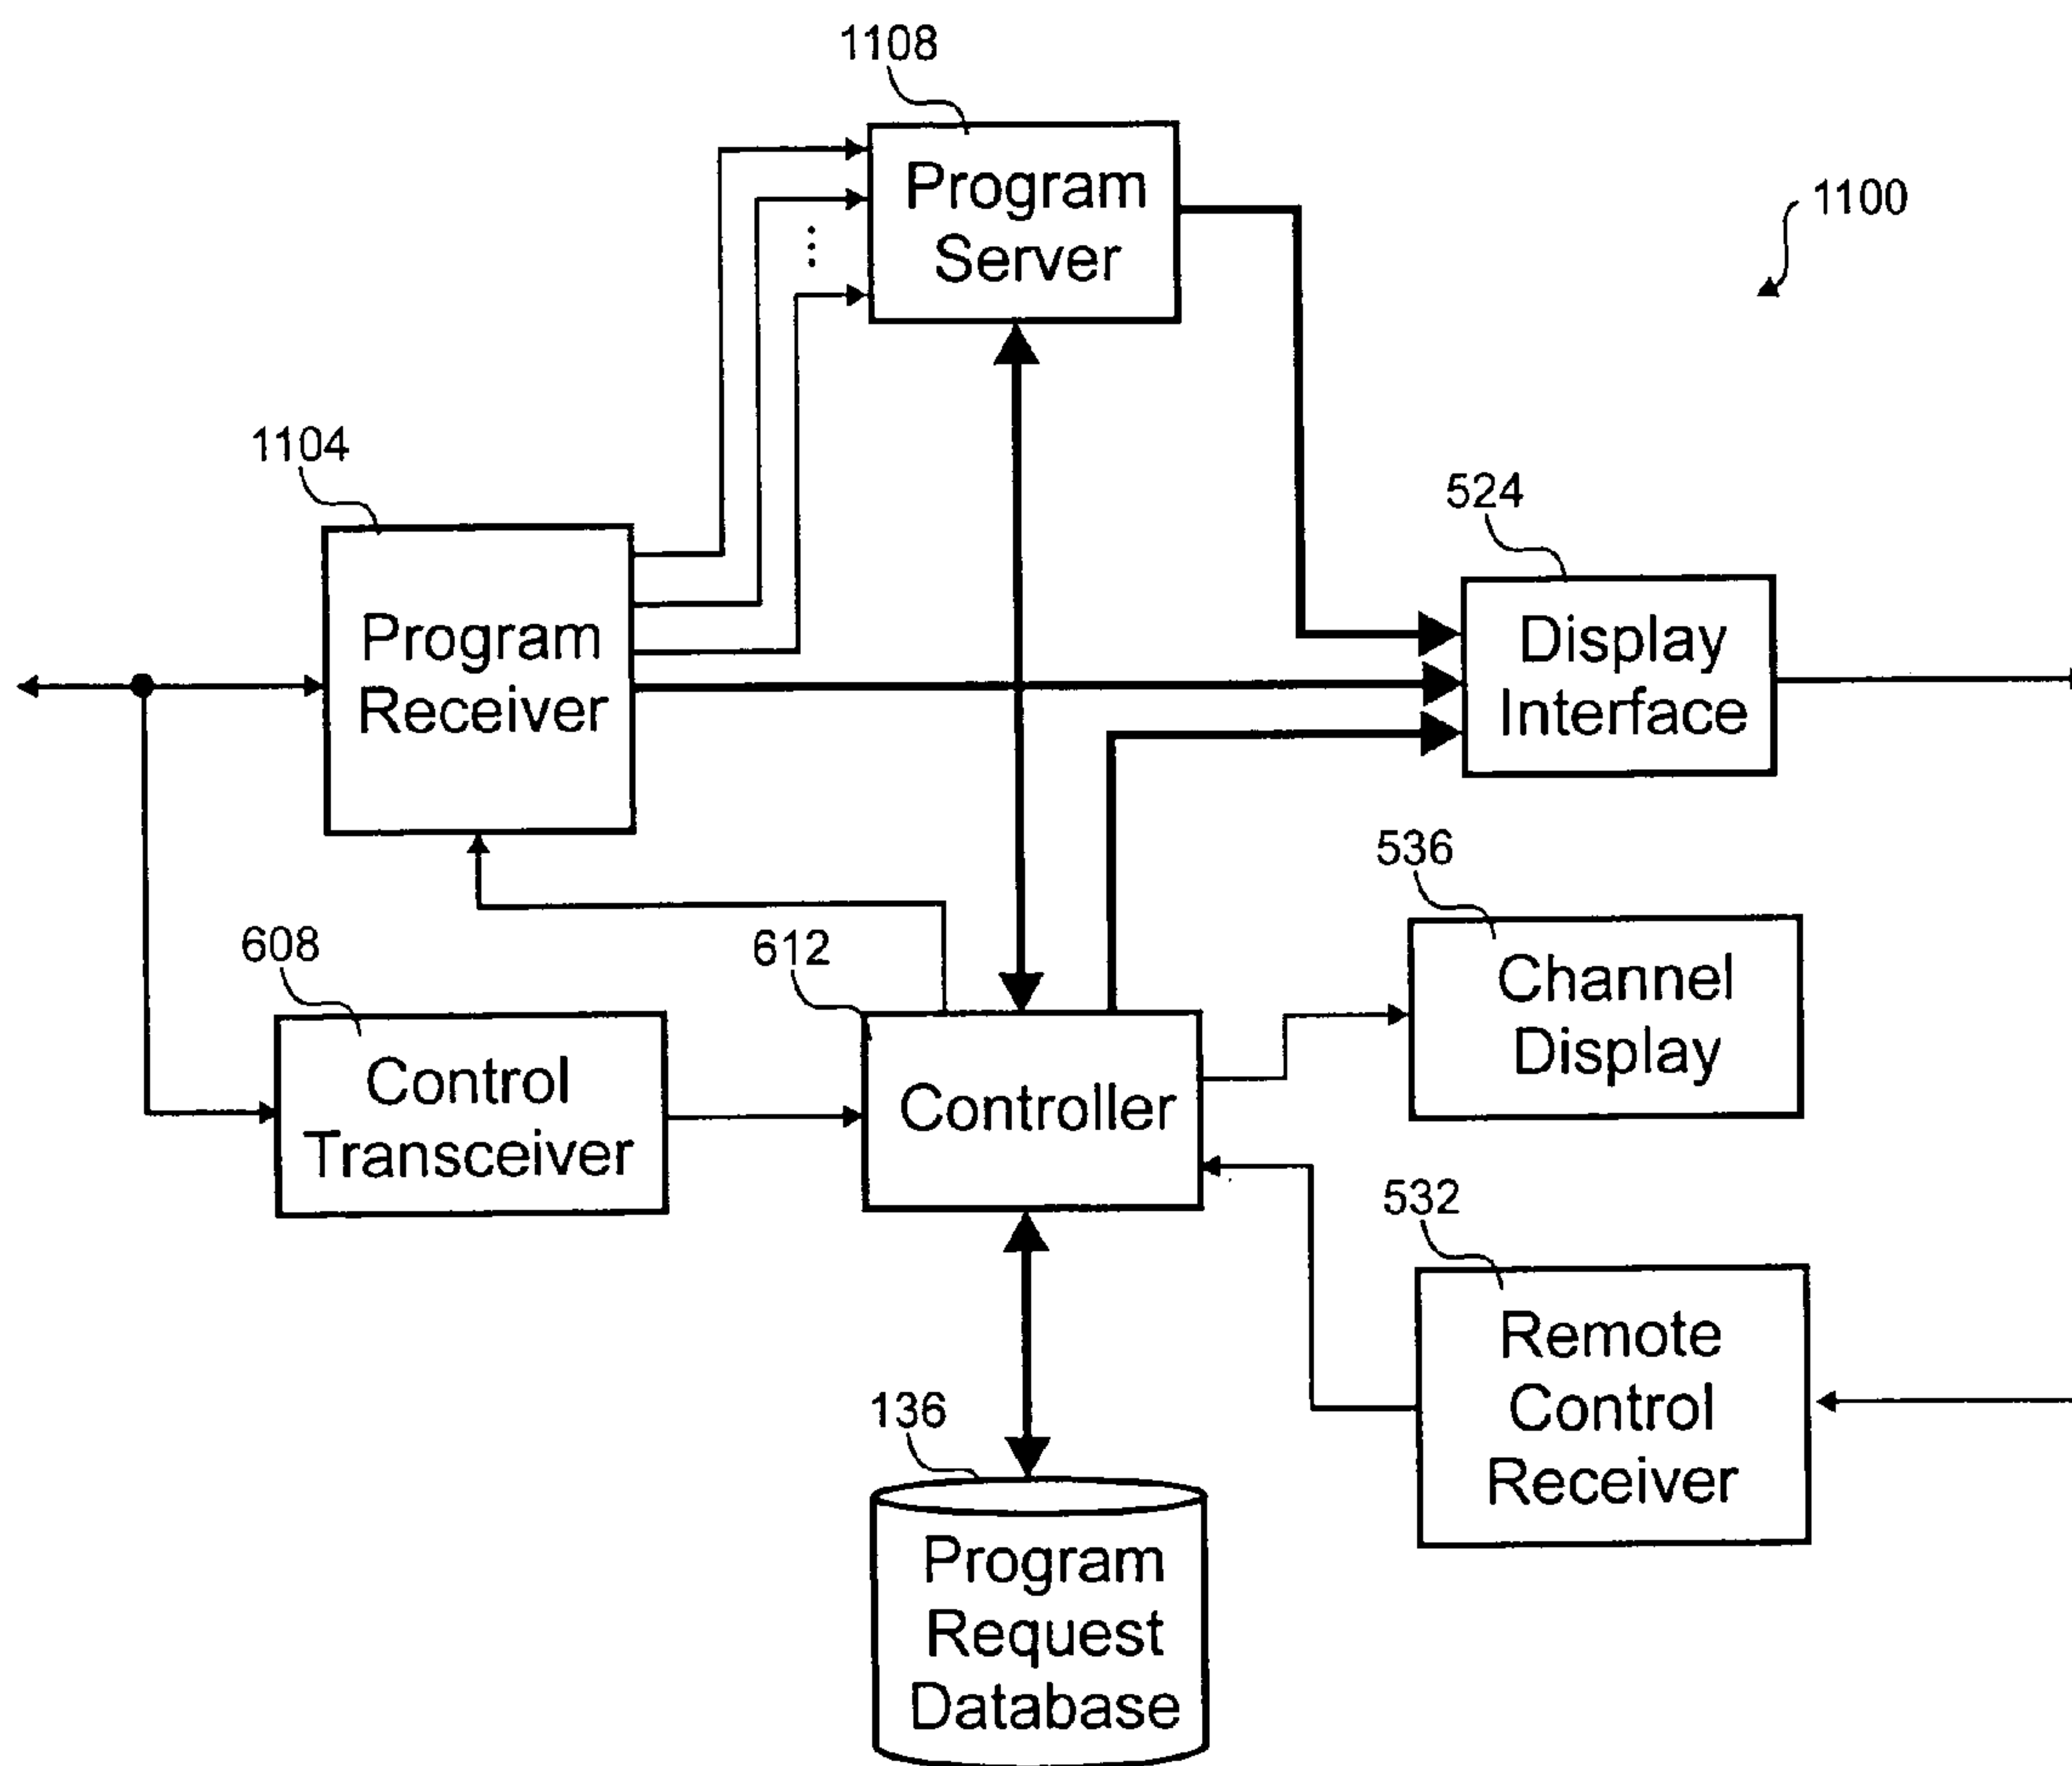 1108
Program
Server
1100
1104
Program
Receiver
524
Display
Interface
536
Channel
Display
608
Control
Transceiver
612
Controller
532
Remote
Control
Receiver
136
Program
Request
Database